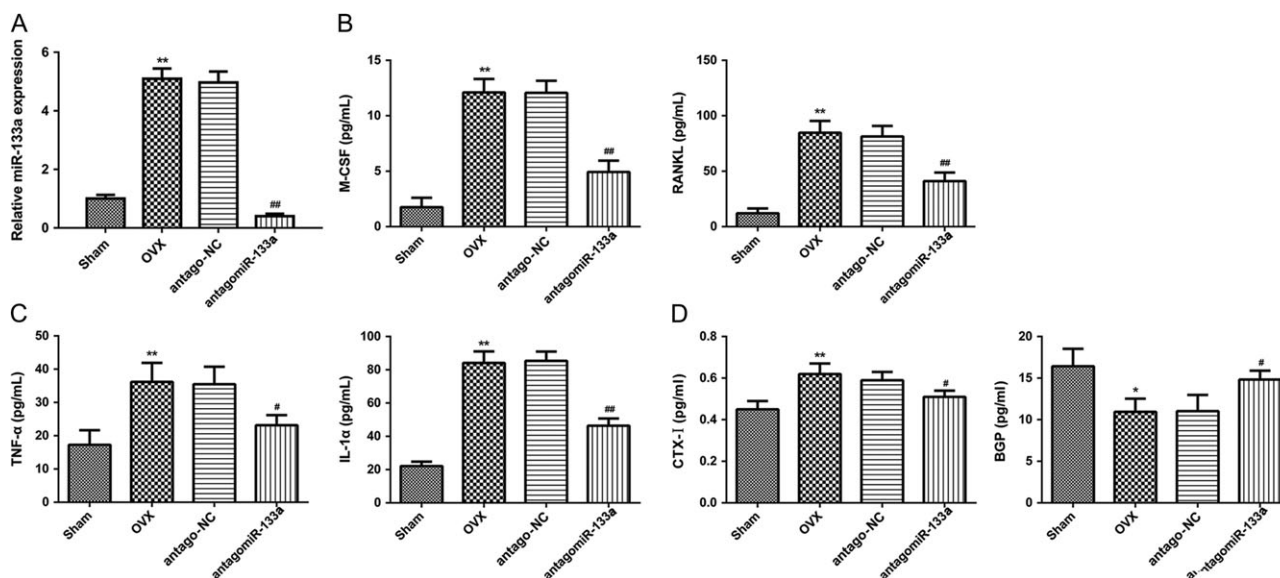 A
Relative miR-133a expression
6
4
2
0
**
##
Sham
OVX
antago-NC
antagomiR-133a
B
M-CSF (pg/mL)
15
10
5
0
**
##
Sham
OVX
antago-NC
antagomiR-133a
RANKL (pg/mL)
150
100
50
0
**
##
Sham
OVX
antago-NC
antagomiR-133a
C
TNF-α (pg/mL)
50
40
30
20
10
0
**
#
Sham
OVX
antago-NC
antagomiR-133a
IL-1α (pg/mL)
100
80
60
40
20
0
**
##
Sham
OVX
antago-NC
antagomiR-133a
D
CTX-I (pg/ml)
0.8
0.6
0.4
0.2
0.0
**
#
Sham
OVX
antago-NC
antagomiR-133a
BGP (pg/ml)
20
15
10
5
0
*
#
Sham
OVX
antago-NC
antagomiR-133a